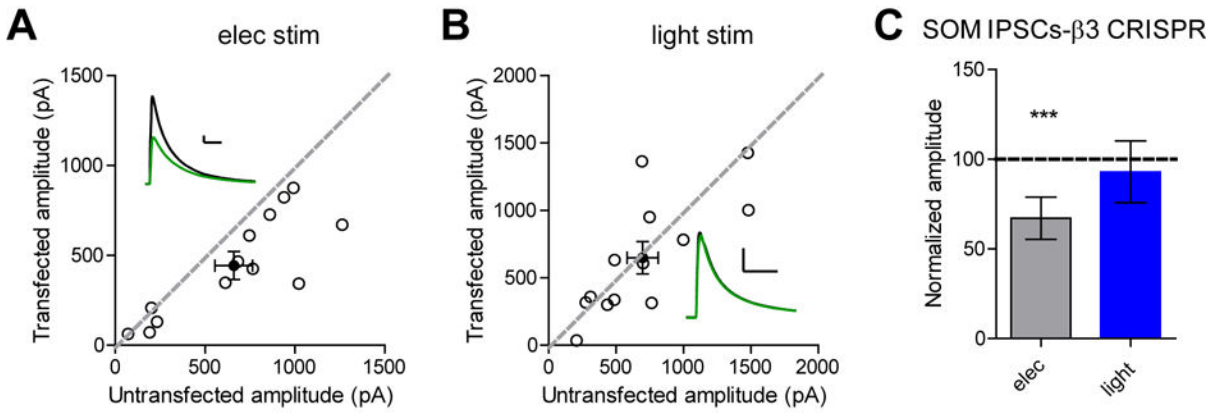 A
elec stim
Transfected amplitude (pA)
1500
1000
500
0
0
500
1000
1500
Untransfected amplitude (pA)
B
light stim
Transfected amplitude (pA)
2000
1500
1000
500
0
0
500
1000
1500
2000
Untransfected amplitude (pA)
C
SOM IPSCs-β3 CRISPR
Normalized amplitude
150
100
50
0
***
elec
light